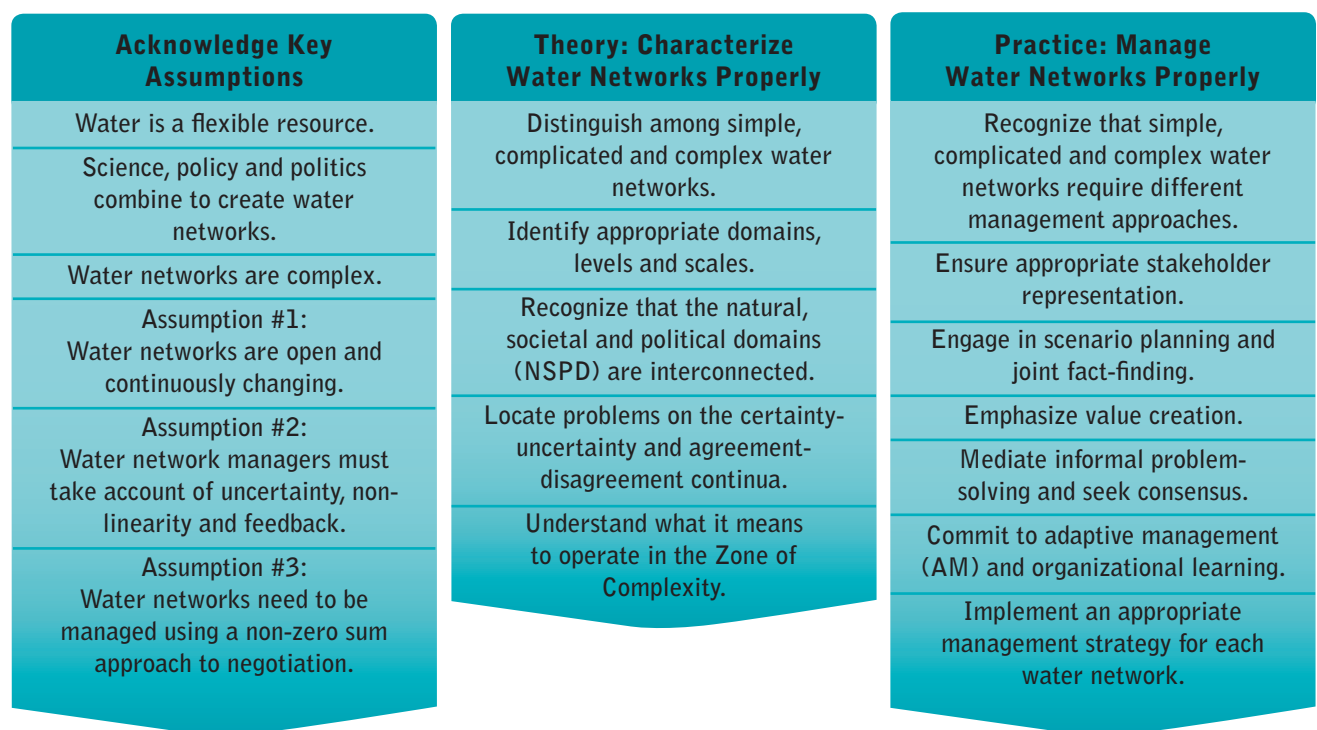 Acknowledge Key
Assumptions
Water is a flexible resource.
Science, policy and politics
combine to create water
networks.
Water networks are complex.
Assumption #1:
Water networks are open and
continuously changing.
Assumption #2:
Water network managers must
take account of uncertainty, non-
linearity and feedback.
Assumption #3:
Water networks need to be
managed using a non-zero sum
approach to negotiation.
Theory: Characterize
Water Networks Properly
Distinguish among simple,
complicated and complex water
networks.
Identify appropriate domains,
levels and scales.
Recognize that the natural,
societal and political domains
(NSPD) are interconnected.
Locate problems on the certainty-
uncertainty and agreement-
disagreement continua.
Understand what it means
to operate in the Zone of
Complexity.
Practice: Manage
Water Networks Properly
Recognize that simple,
complicated and complex water
networks require different
management approaches.
Ensure appropriate stakeholder
representation.
Engage in scenario planning and
joint fact-finding.
Emphasize value creation.
Mediate informal problem-
solving and seek consensus.
Commit to adaptive management
(AM) and organizational learning.
Implement an appropriate
management strategy for each
water network.